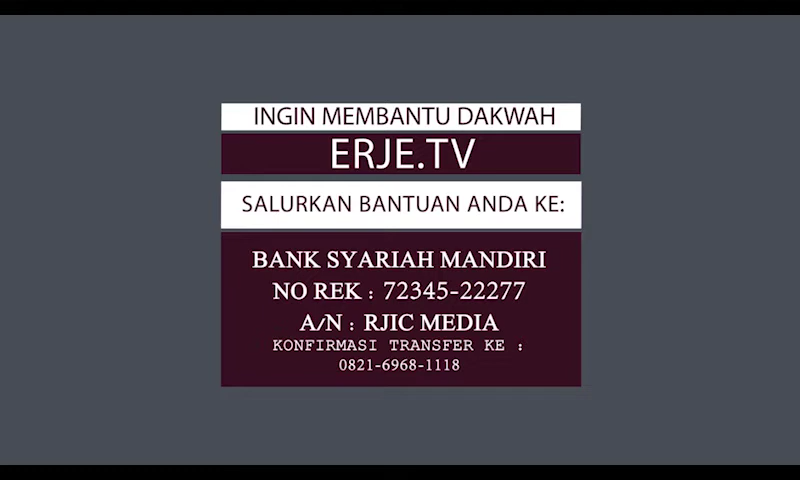 INGIN MEMBANTU DAKWAH
ERJE.TV
SALURKAN BANTUAN ANDA KE:
BANK SYARIAH MANDIRI
NO REK : 72345-22277
A/N : RJIC MEDIA
KONFIRMASI TRANSFER KE :
0821-6968-1118